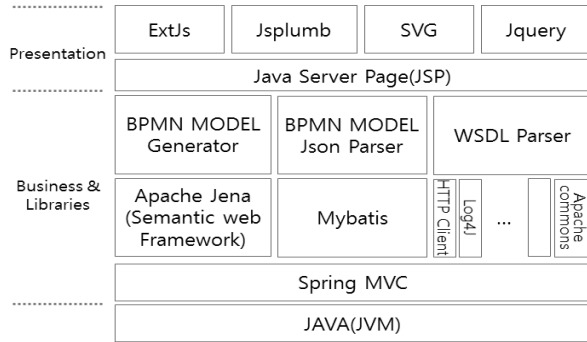 ExtJs
Jsplumb
SVG
Jquery
Presentation
Java Server Page(JSP)
BPMN MODEL
Generator
BPMN MODEL
Json Parser
WSDL Parser
Business &
Libraries
Apache Jena
(Semantic web
Framework)
Mybatis
HTTP Client
Log4J
...
Apache
commons
Spring MVC
JAVA(JVM)